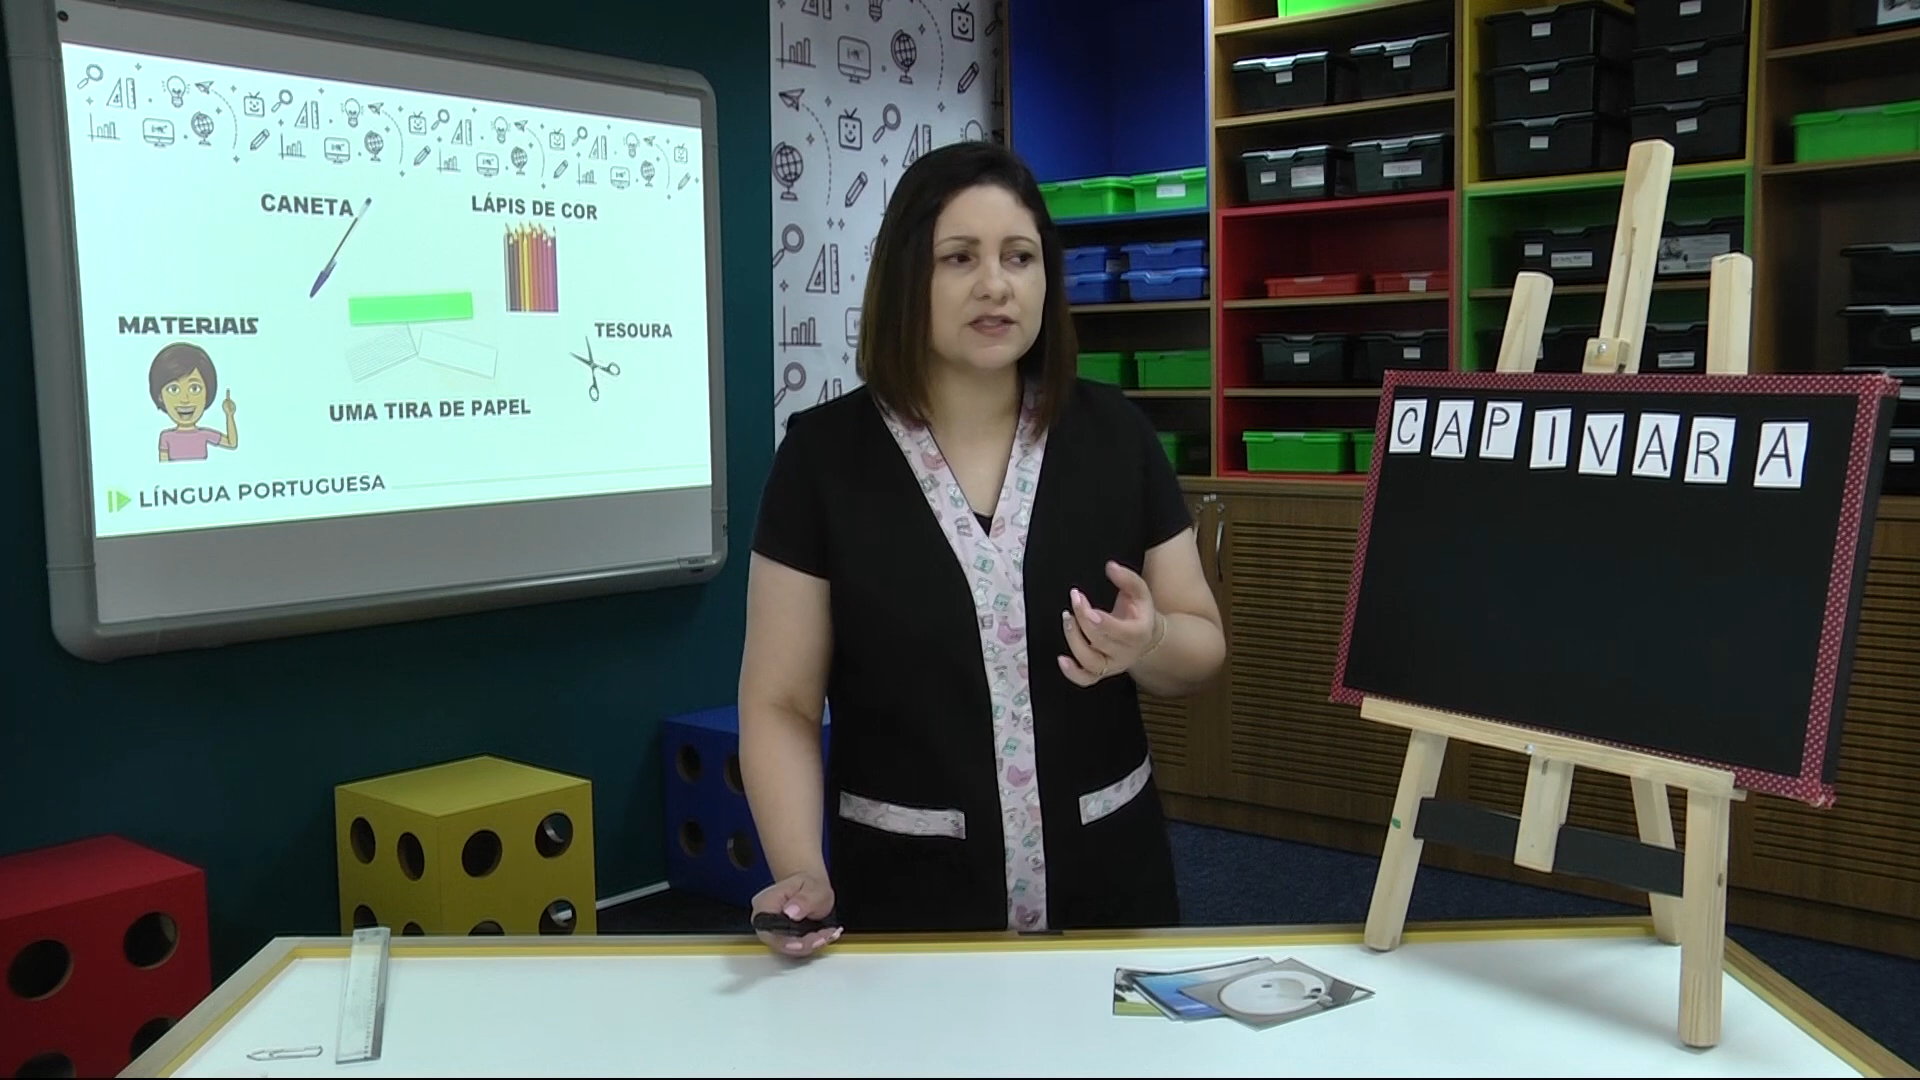 CANETA
LÁPIS DE COR
MATERIAIS
TESOURA
UMA TIRA DE PAPEL
LÍNGUA PORTUGUESA
CAPIVARA